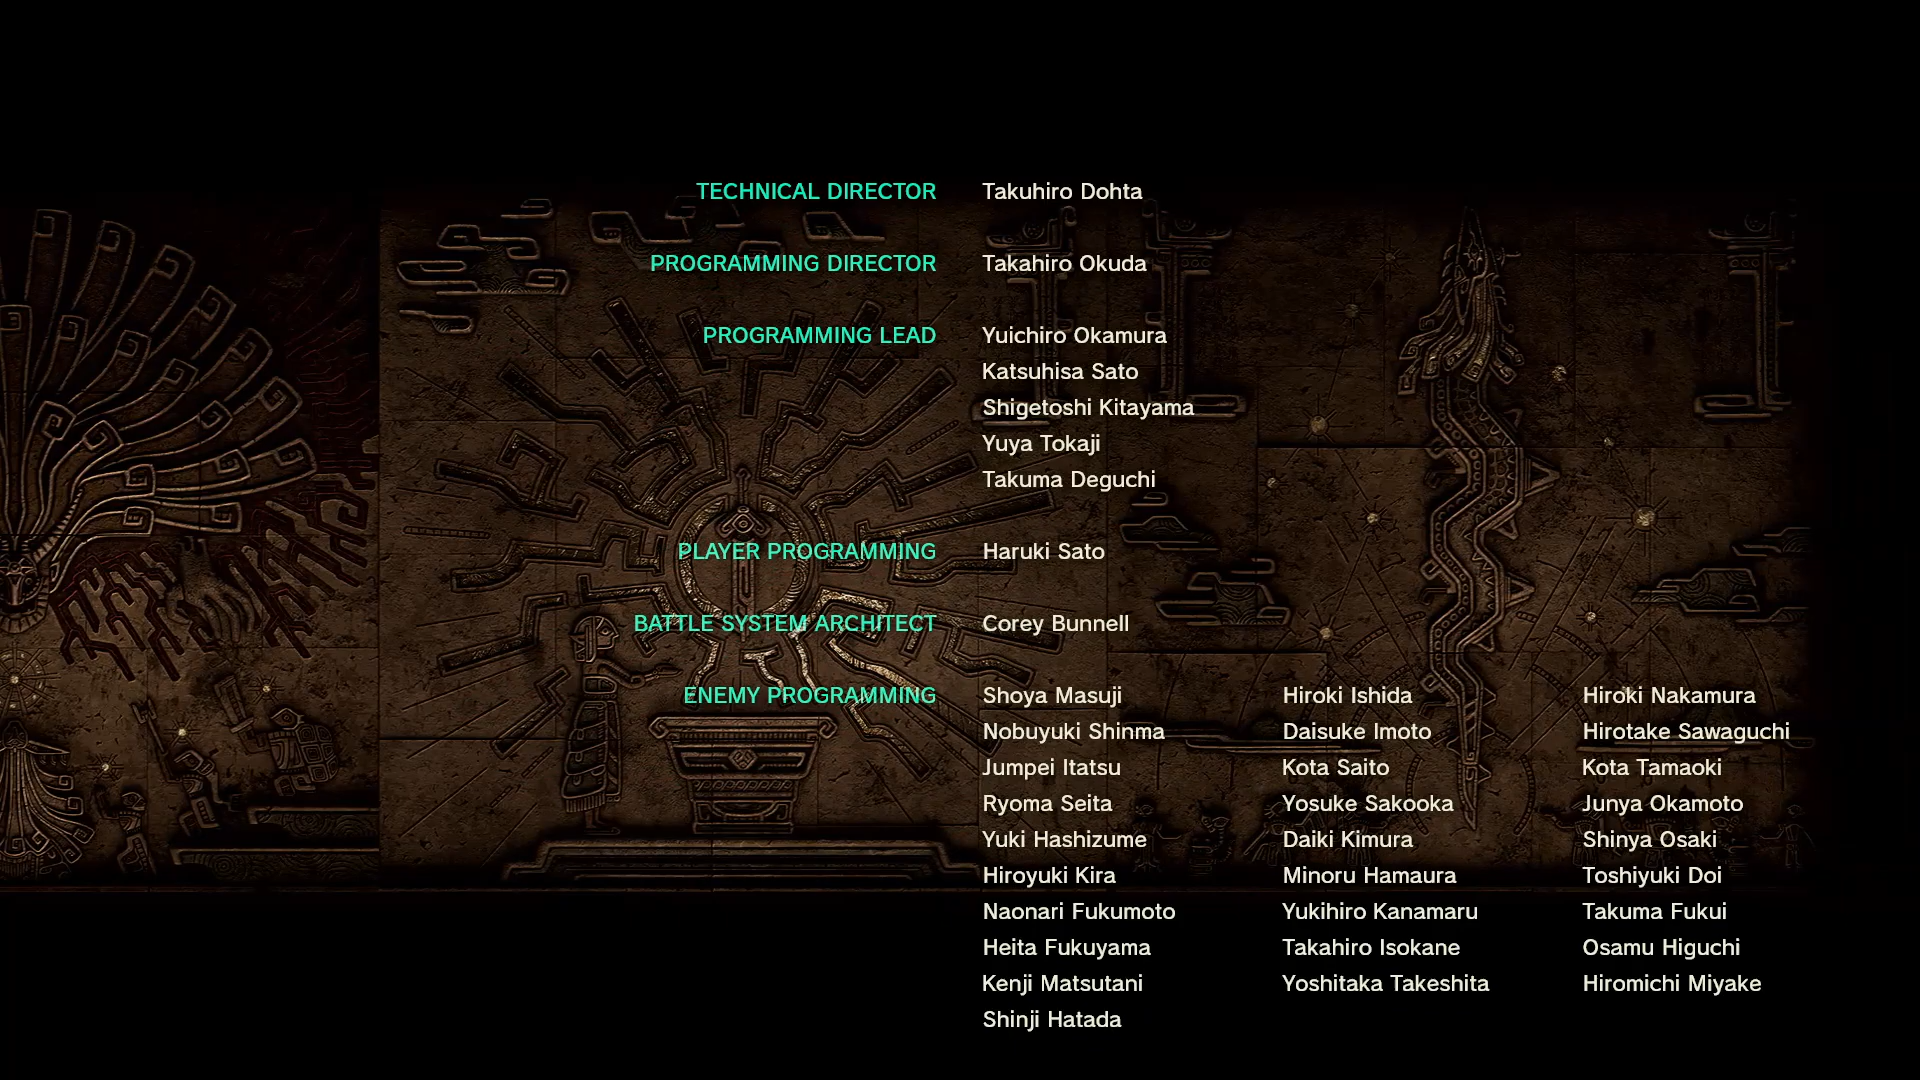 TECHNICAL DIRECTOR Takuhiro Dohta
PROGRAMMING DIRECTOR Takahiro Okuda
PROGRAMMING LEAD Yuichiro Okamura
Katsuhisa Sato
Shigetoshi Kitayama
Yuya Tokaji
Takuma Deguchi
PLAYER PROGRAMMING Haruki Sato
BATTLE SYSTEM ARCHITECT Corey Bunnell
ENEMY PROGRAMMING Shoya Masuji Hiroki Ishida Hiroki Nakamura
Nobuyuki Shinma Daisuke Imoto Hirotake Sawaguchi
Jumpei Itatsu Kota Saito Kota Tamaoki
Ryoma Seita Yosuke Sakooka Junya Okamoto
Yuki Hashizume Daiki Kimura Shinya Osaki
Hiroyuki Kira Minoru Hamaura Toshiyuki Doi
Naonari Fukumoto Yukihiro Kanamaru Takuma Fukui
Heita Fukuyama Takahiro Isokane Osamu Higuchi
Kenji Matsutani Yoshitaka Takeshita Hiromichi Miyake
Shinji Hatada